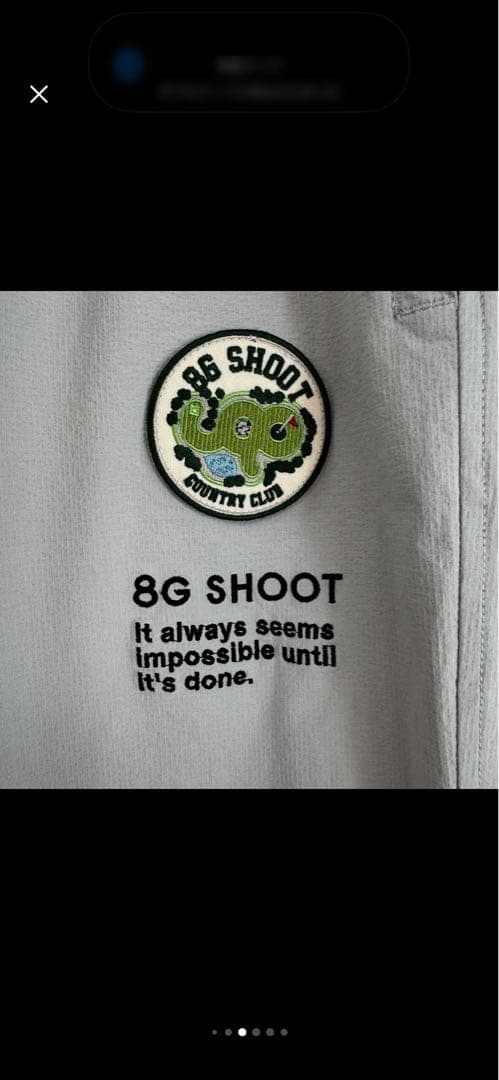 8G SHOOT
COUNTRY CLUB
8G SHOOT
It always seems
impossible until
it's done.